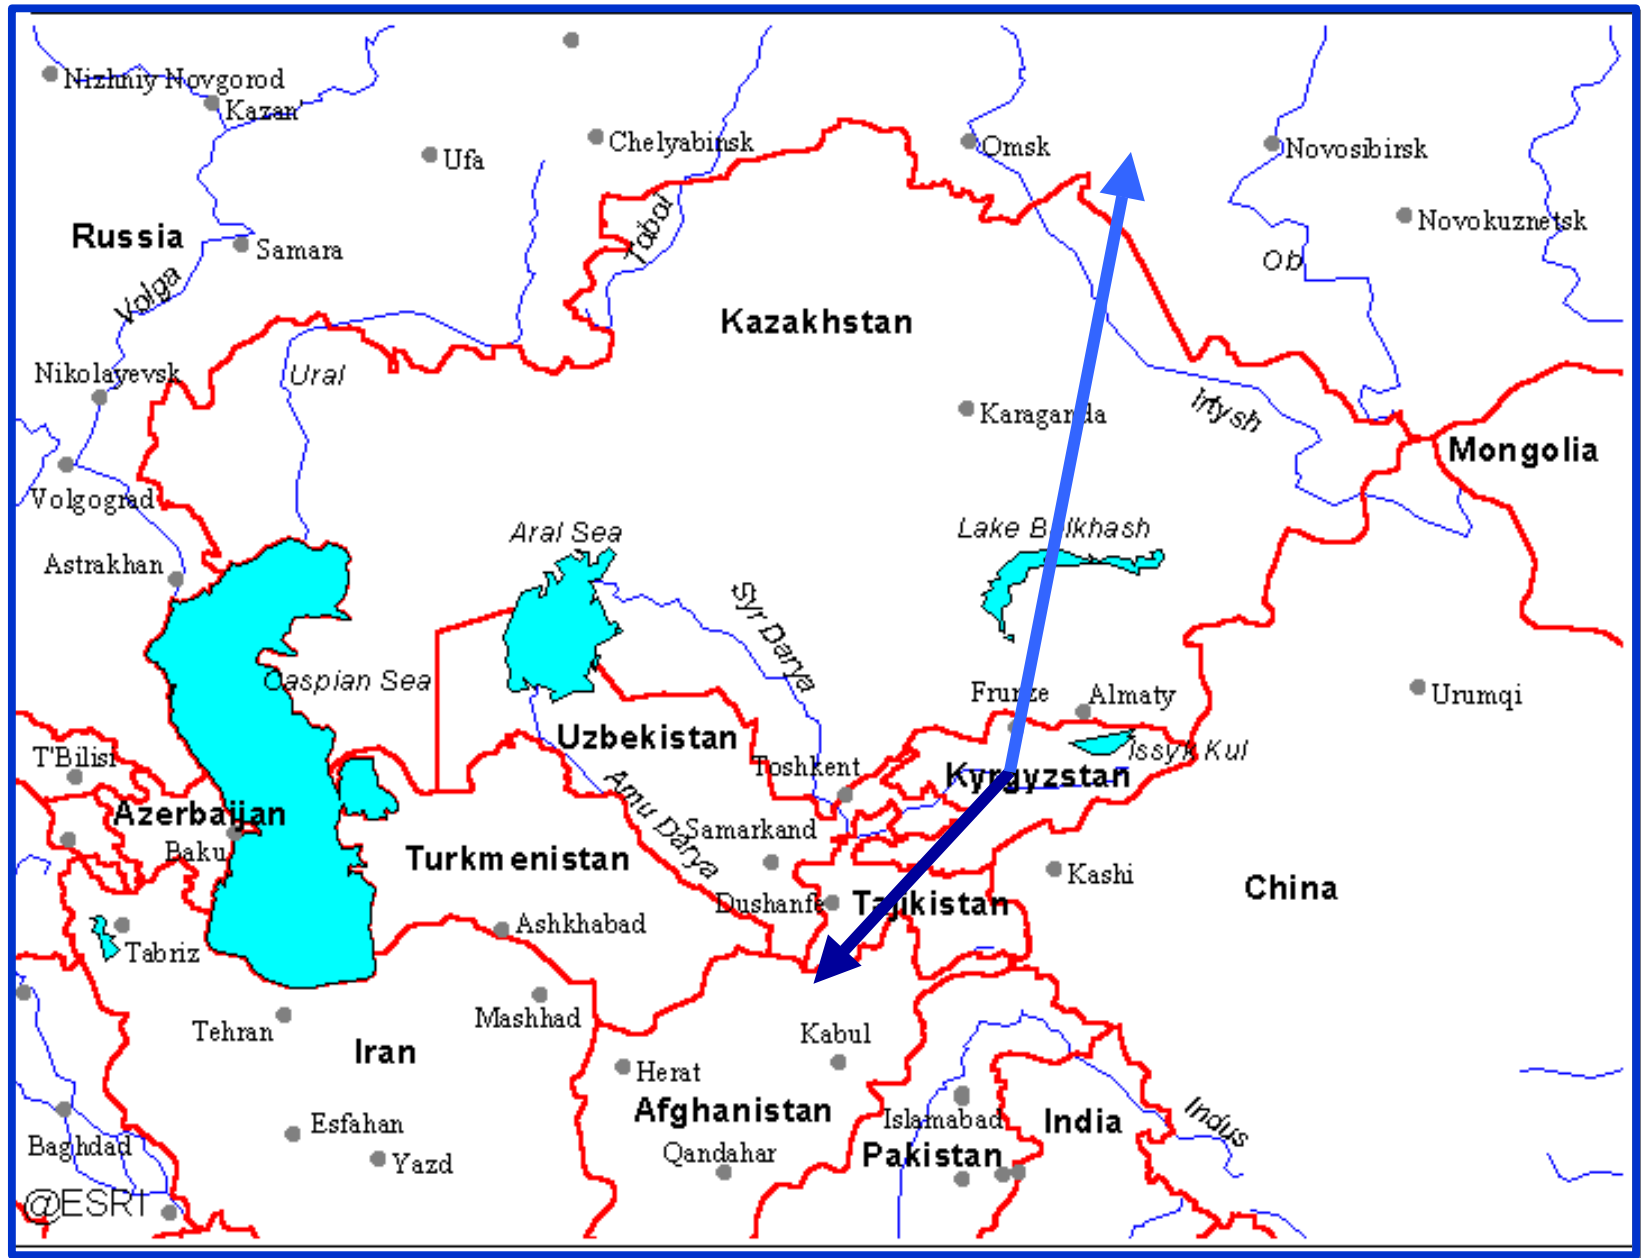 Nizhniy Novgorod
Kazan'
Ufa
Chelyabinsk
Omsk
Novosibirsk
Novokuznetsk
Russia
Samara
Volga
Tobol
Ob
Kazakhstan
Nikolayevsk
Ural
Karaganda
Irtysh
Mongolia
Volgograd
Aral Sea
Lake Balkhash
Astrakhan
Syr Darya
Caspian Sea
Frunze
Almaty
Urumqi
T'Bilisi
Uzbekistan
Toshkent
Kyrgyzstan
Issyk Kul
Azerbaijan
Baku
Amu Darya
Samarkand
Turkmenistan
Kashi
China
Dushanfe
Tajikistan
Ashkhabad
Tabriz
Mashhad
Tehran
Iran
Kabul
Herat
Afghanistan
Islamabad
India
Indus
Esfahan
Baghdad
Yazd
Qandahar
Pakistan
@ESRI